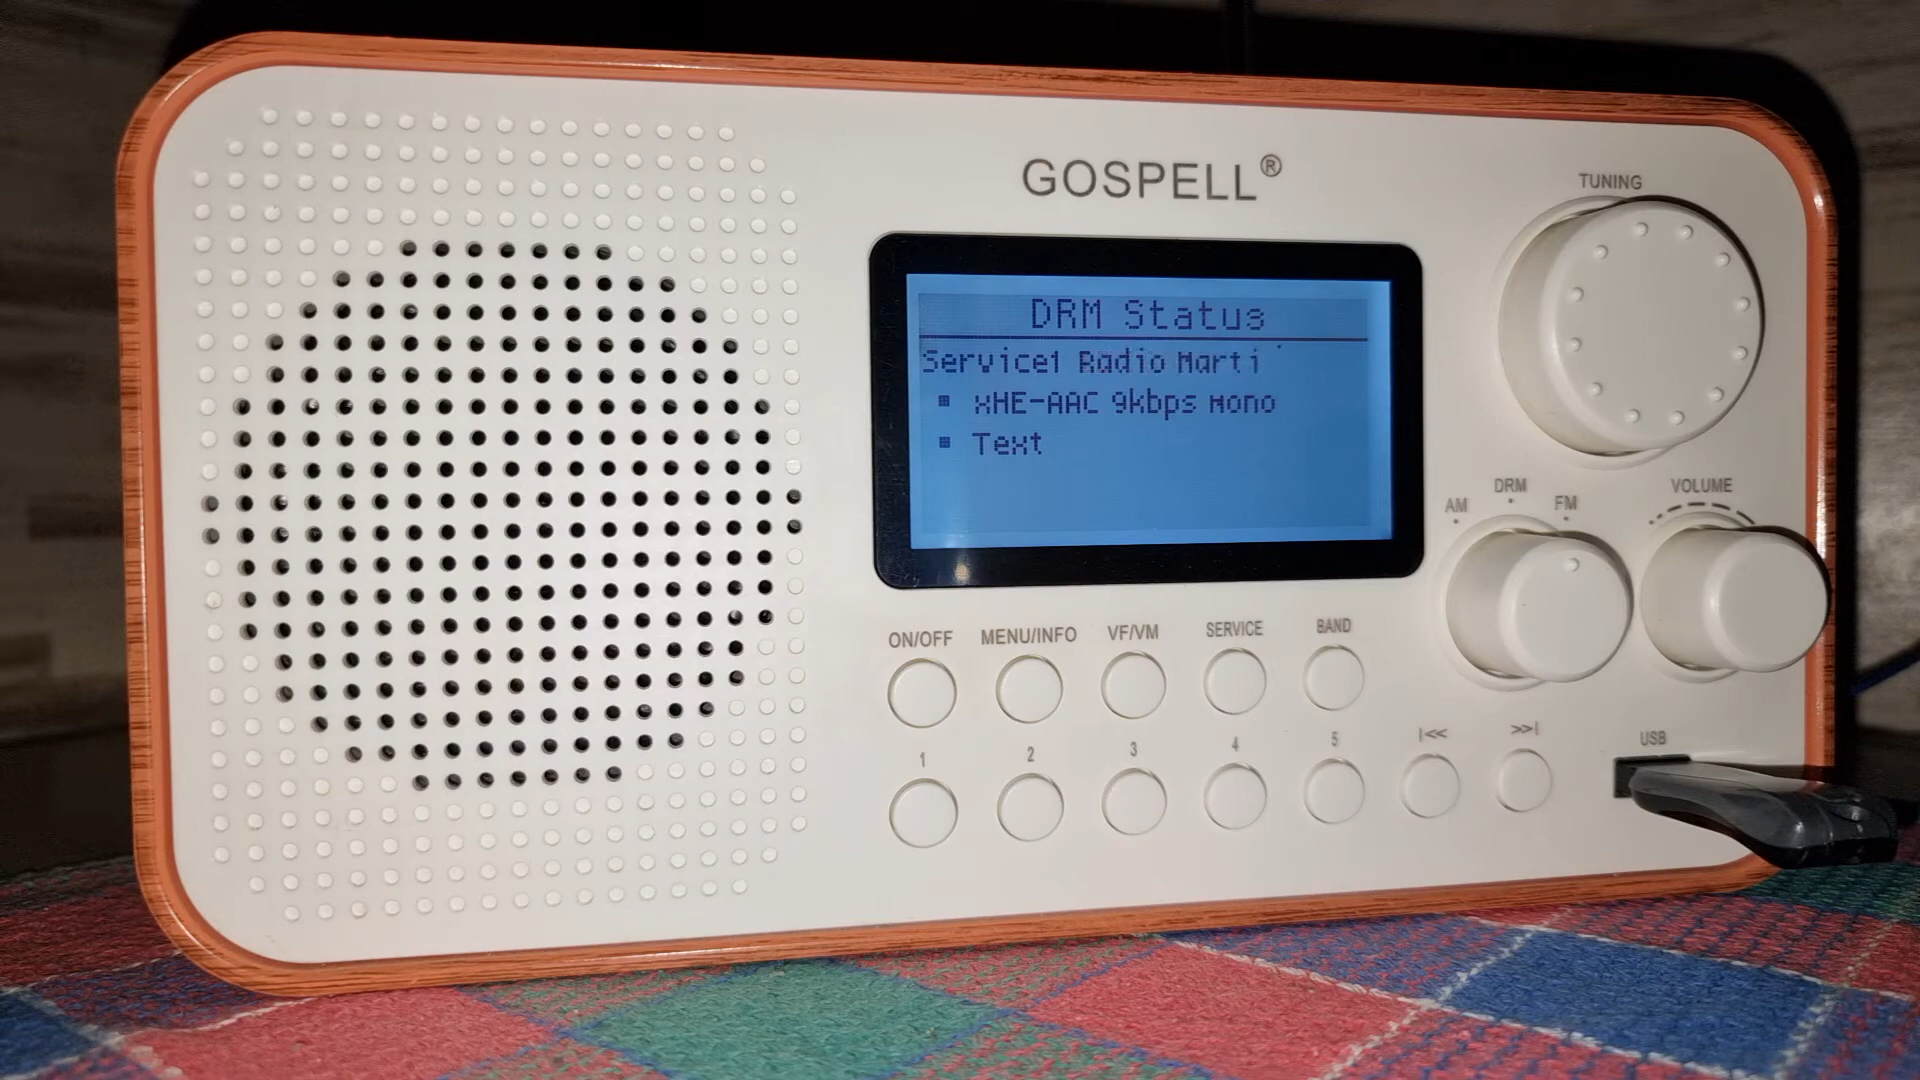 GOSPELL®
TUNING
DRM Status
Service1 Radio Marti
▪ xHE-AAC 9kbps Mono
▪ Text
AM DRM FM
VOLUME
ON/OFF MENU/INFO VF/VM SERVICE BAND
1 2 3 4 5 |<< >>|
USB